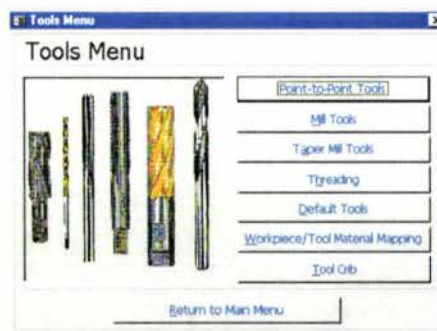 Tools Menu
Tools Menu
Point-to-Point Tools
Mill Tools
Taper Mill Tools
Threading
Default Tools
Workpiece/Tool Material Mapping
Tool Crib
Return to Main Menu